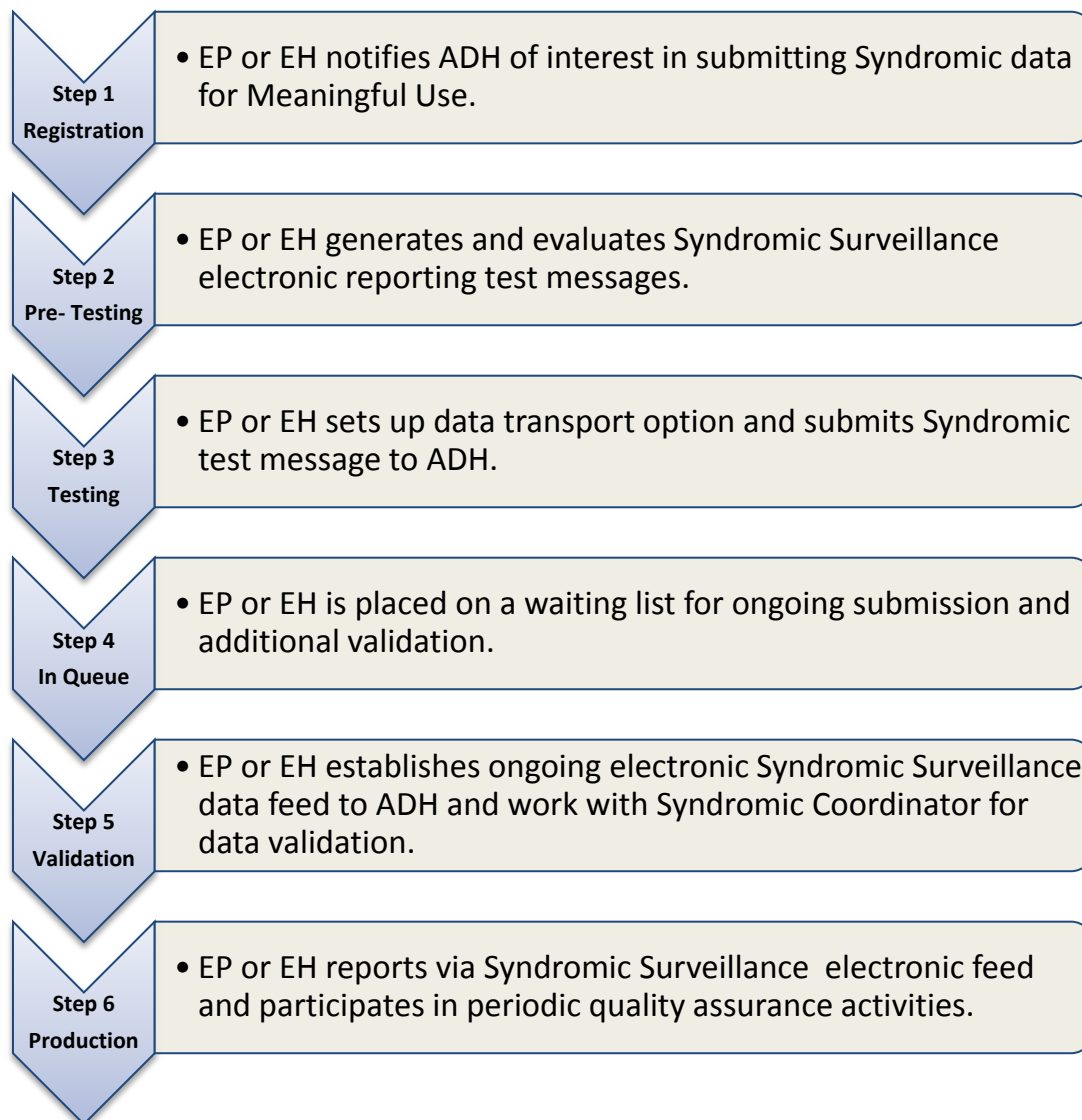 Step 1
Registration
• EP or EH notifies ADH of interest in submitting Syndromic data
for Meaningful Use.
Step 2
Pre- Testing
• EP or EH generates and evaluates Syndromic Surveillance
electronic reporting test messages.
Step 3
Testing
• EP or EH sets up data transport option and submits Syndromic
test message to ADH.
Step 4
In Queue
• EP or EH is placed on a waiting list for ongoing submission and
additional validation.
Step 5
Validation
• EP or EH establishes ongoing electronic Syndromic Surveillance
data feed to ADH and work with Syndromic Coordinator for
data validation.
Step 6
Production
• EP or EH reports via Syndromic Surveillance  electronic feed
and participates in periodic quality assurance activities.